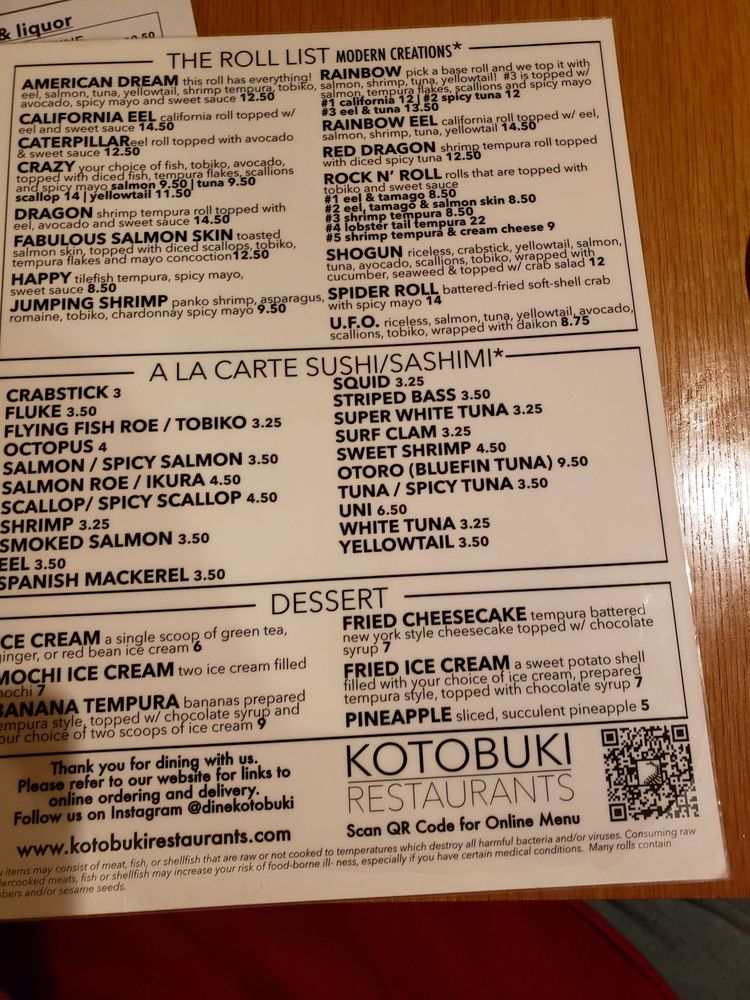 & liquor
THE ROLL LIST MODERN CREATIONS*
AMERICAN DREAM this roll has everything!
eel, salmon, tuna, yellowtail, shrimp tempura, tobiko,
avocado, spicy mayo and sweet sauce 12.50
CALIFORNIA EEL california roll topped w/
eel and sweet sauce 14.50
CATERPILLAR eel roll topped with avocado
& sweet sauce 12.50
CRAZY your choice of fish, tobiko, avocado,
topped with diced fish, tempura flakes, scallions
and spicy mayo salmon 9.50 | tuna 9.50
scallop 14 | yellowtail 11.50
DRAGON shrimp tempura roll topped with
eel, avocado and sweet sauce 14.50
FABULOUS SALMON SKIN toasted
salmon skin, topped with diced scallops, tobiko,
tempura flakes and mayo concoction 12.50
HAPPY tilefish tempura, spicy mayo,
sweet sauce 8.50
JUMPING SHRIMP panko shrimp, asparagus,
romaine, tobiko, chardonnay spicy mayo 9.50
RAINBOW pick a base roll and we top it with
salmon, shrimp, tuna, yellowtail! #3 is topped w/
salmon, tempura flakes, scallions and spicy mayo
#1 california 12 | #2 spicy tuna 12
#3 eel & tuna 13.50
RAINBOW EEL california roll topped w/ eel,
salmon, shrimp, tuna, yellowtail 14.50
RED DRAGON shrimp tempura roll topped
with diced spicy tuna 12.50
ROCK N' ROLL rolls that are topped with
tobiko and sweet sauce
#1 eel & tamago 8.50
#2 eel, tamago & salmon skin 8.50
#3 shrimp tempura 8.50
#4 lobster tail tempura 22
#5 shrimp tempura & cream cheese 9
SHOGUN riceless, crabstick, yellowtail, salmon,
tuna, avocado, scallions, tobiko, wrapped with
cucumber, seaweed & topped w/ crab salad 12
SPIDER ROLL battered-fried soft-shell crab
with spicy mayo 14
U.F.O. riceless, salmon, tuna, yellowtail, avocado,
scallions, tobiko, wrapped with daikon 8.75
A LA CARTE SUSHI/SASHIMI*
CRABSTICK 3
FLUKE 3.50
FLYING FISH ROE / TOBIKO 3.25
OCTOPUS 4
SALMON / SPICY SALMON 3.50
SALMON ROE / IKURA 4.50
SCALLOP/ SPICY SCALLOP 4.50
SHRIMP 3.25
SMOKED SALMON 3.50
EEL 3.50
SPANISH MACKEREL 3.50
SQUID 3.25
STRIPED BASS 3.50
SUPER WHITE TUNA 3.25
SURF CLAM 3.25
SWEET SHRIMP 4.50
OTORO (BLUEFIN TUNA) 9.50
TUNA / SPICY TUNA 3.50
UNI 6.50
WHITE TUNA 3.25
YELLOWTAIL 3.50
DESSERT
ICE CREAM a single scoop of green tea,
ginger, or red bean ice cream 6
MOCHI ICE CREAM two ice cream filled
mochi 7
BANANA TEMPURA bananas prepared
tempura style, topped w/ chocolate syrup and
our choice of two scoops of ice cream 9
FRIED CHEESECAKE tempura battered
new york style cheesecake topped w/ chocolate
syrup 7
FRIED ICE CREAM a sweet potato shell
filled with your choice of ice cream, prepared
tempura style, topped with chocolate syrup 7
PINEAPPLE sliced, succulent pineapple 5
Thank you for dining with us.
Please refer to our website for links to
online ordering and delivery.
Follow us on Instagram @dinekotobuki
www.kotobukirestaurants.com
KOTOBUKI
RESTAURANTS
Scan QR Code for Online Menu
items may consist of meat, fish, or shellfish that are raw or not cooked to temperatures which destroy all harmful bacteria and/or viruses. Consuming raw
meats, fish or shellfish may increase your risk of food-borne ill- ness, especially if you have certain medical conditions. Many rolls contain
and/or sesame seeds.